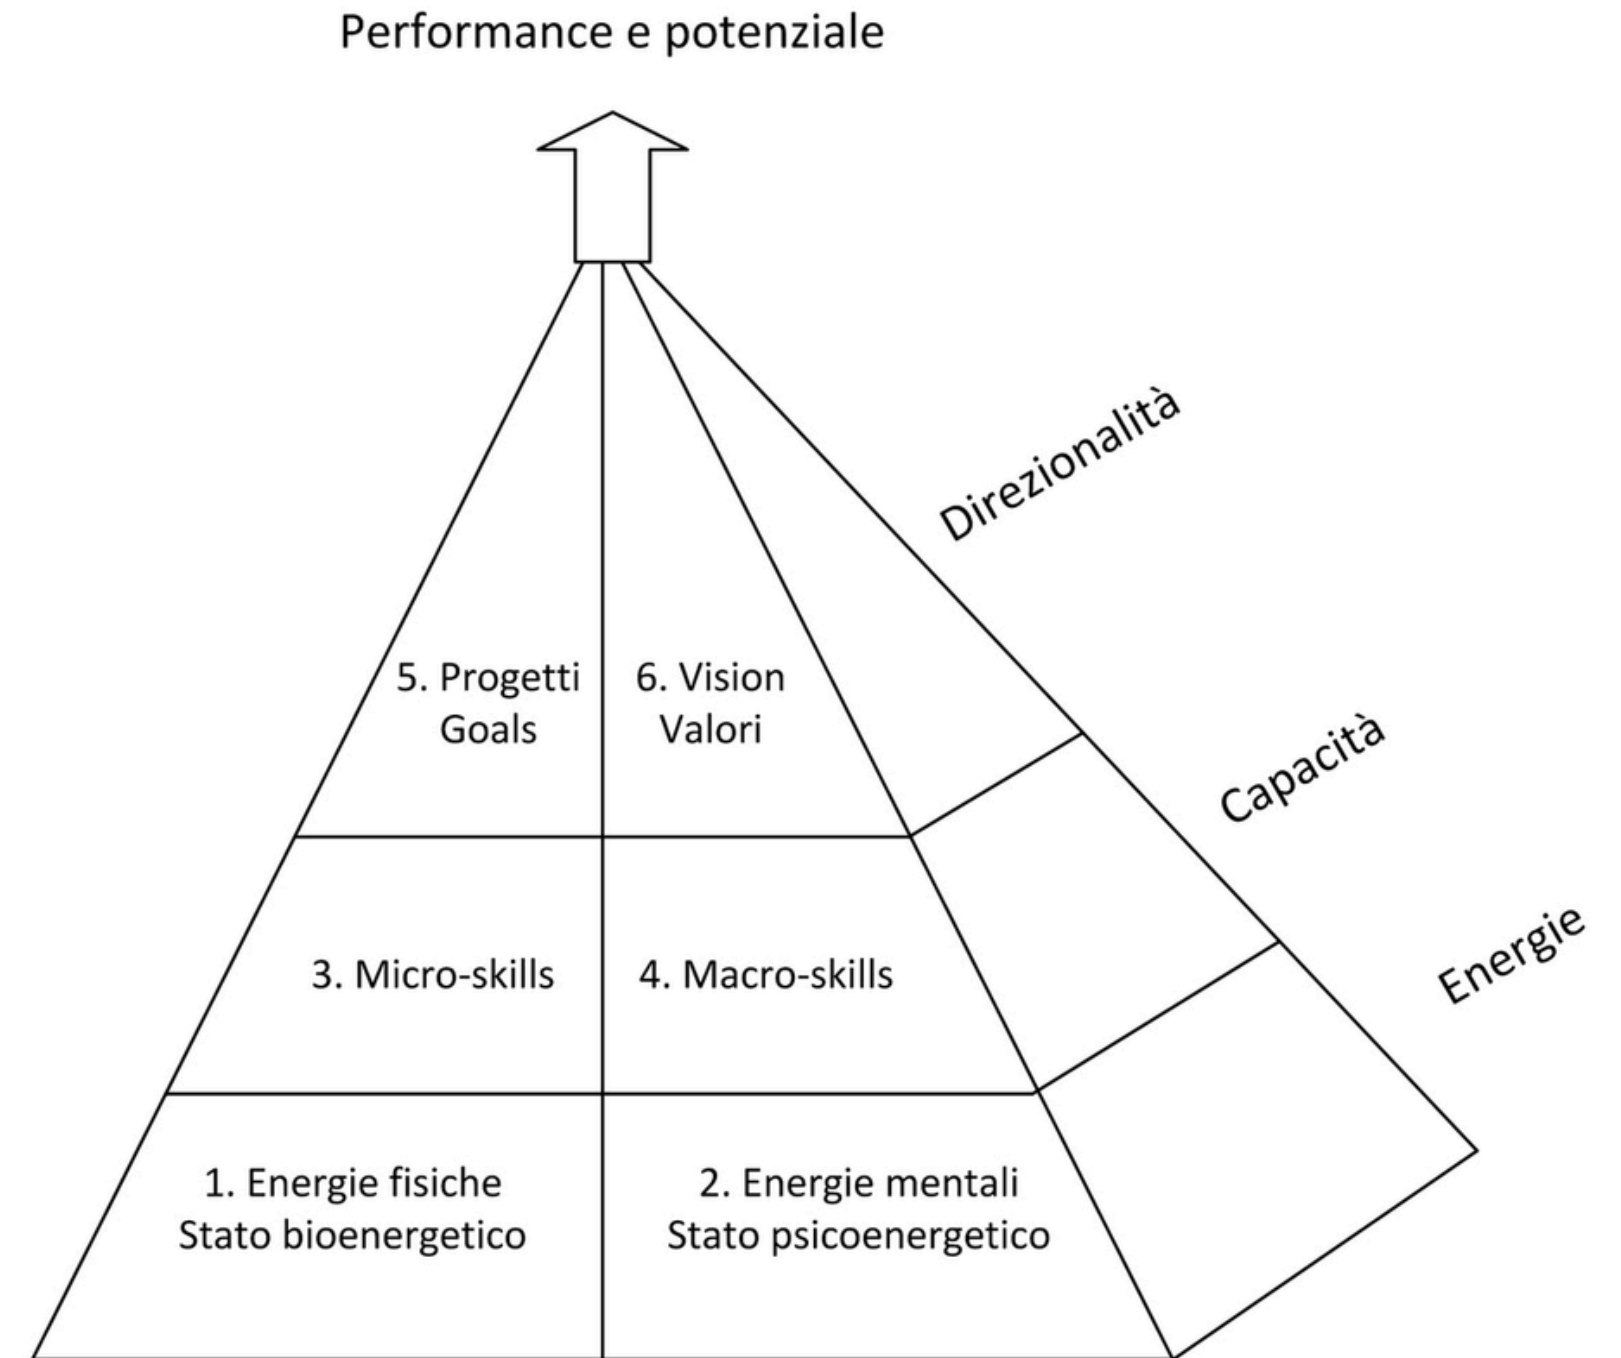 Performance e potenziale
Direzionalità
5. Progetti
Goals
6. Vision
Valori
Capacità
3. Micro-skills
4. Macro-skills
Energie
1. Energie fisiche
Stato bioenergetico
2. Energie mentali
Stato psicoenergetico